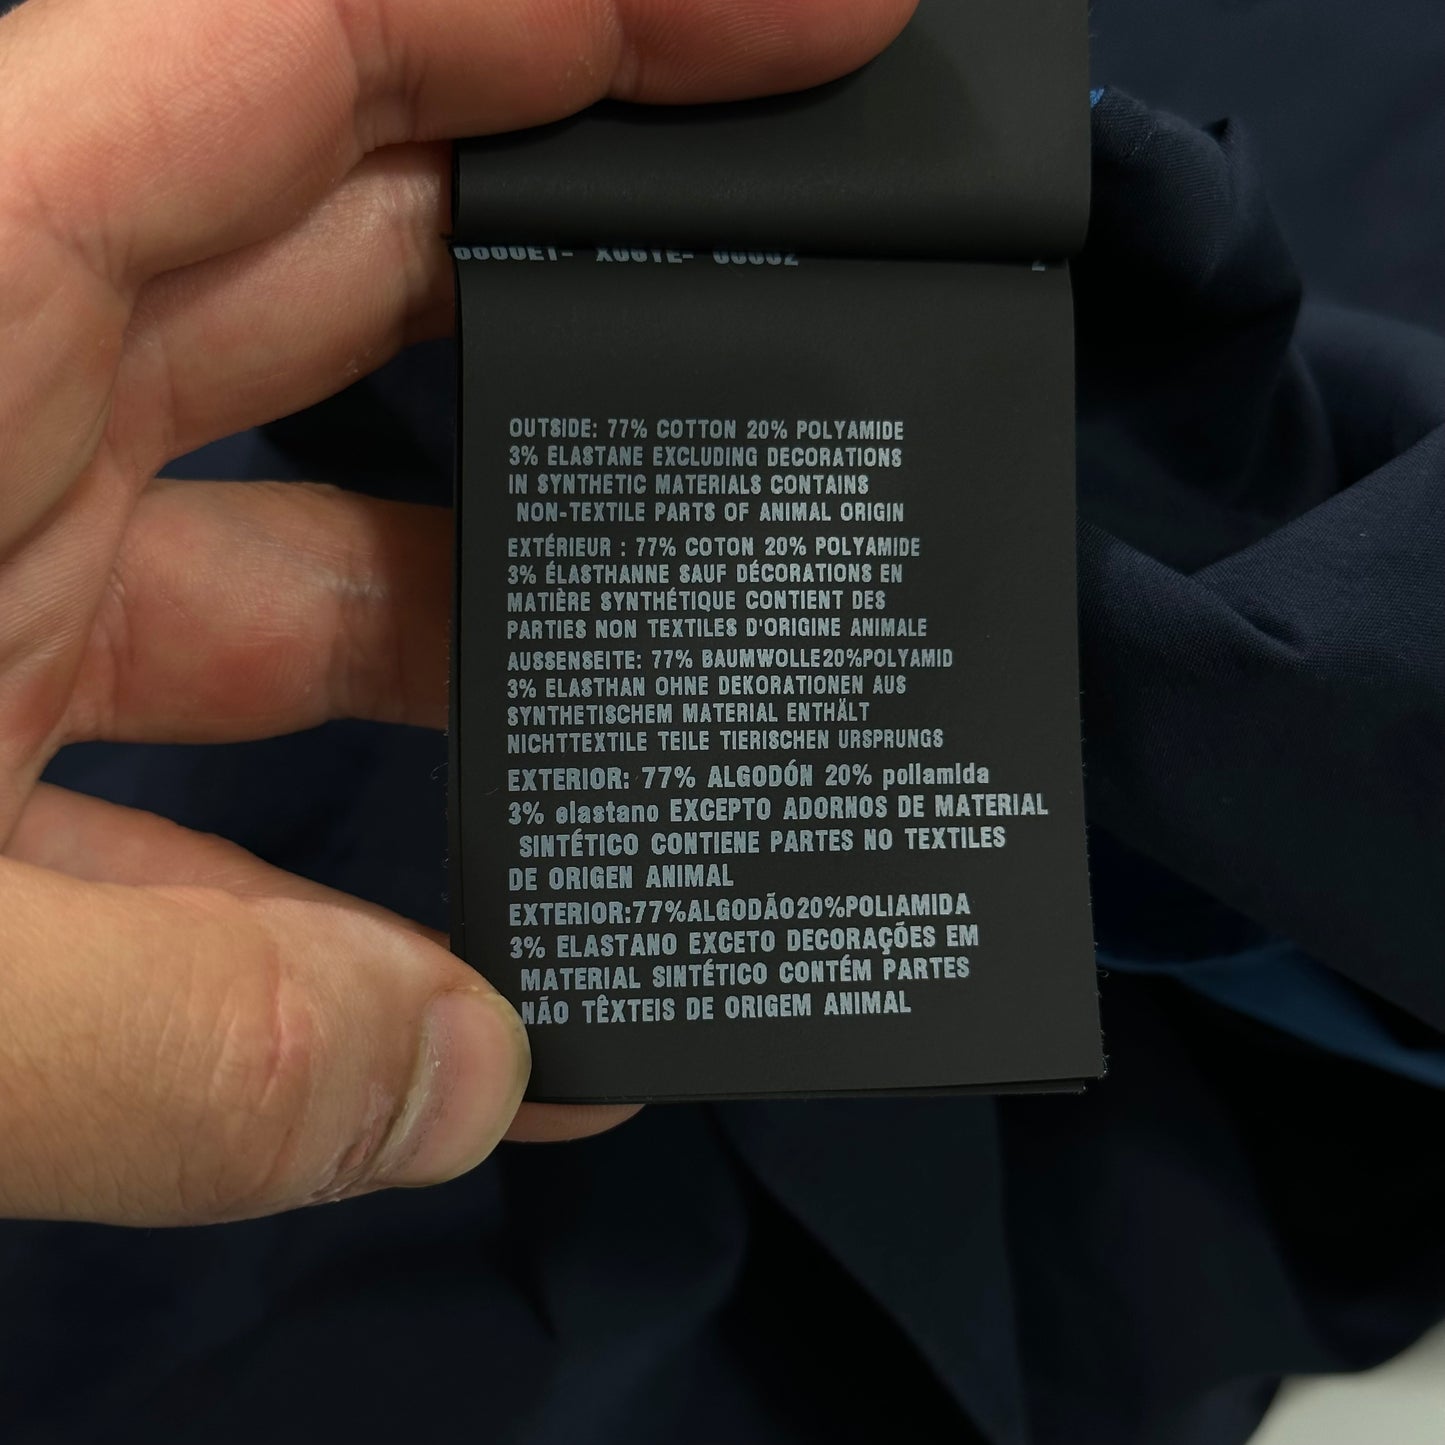 OUTSIDE: 77% COTTON 20% POLYAMIDE
3% ELASTANE EXCLUDING DECORATIONS
IN SYNTHETIC MATERIALS CONTAINS
NON-TEXTILE PARTS OF ANIMAL ORIGIN
EXTÉRIEUR : 77% COTON 20% POLYAMIDE
3% ÉLASTHANNE SAUF DÉCORATIONS EN
MATIÈRE SYNTHÉTIQUE CONTIENT DES
PARTIES NON TEXTILES D'ORIGINE ANIMALE
AUSSENSEITE: 77% BAUMWOLLE20%POLYAMID
3% ELASTHAN OHNE DEKORATIONEN AUS
SYNTHETISCHEM MATERIAL ENTHÄLT
NICHTTEXTILE TEILE TIERISCHEN URSPRUNGS
EXTERIOR: 77% ALGODÓN 20% poliamida
3% elastano EXCEPTO ADORNOS DE MATERIAL
SINTÉTICO CONTIENE PARTES NO TEXTILES
DE ORIGEN ANIMAL
EXTERIOR:77%ALGODÃO20%POLIAMIDA
3% ELASTANO EXCETO DECORAÇÕES EM
MATERIAL SINTÉTICO CONTÉM PARTES
NÃO TÊXTEIS DE ORIGEM ANIMAL